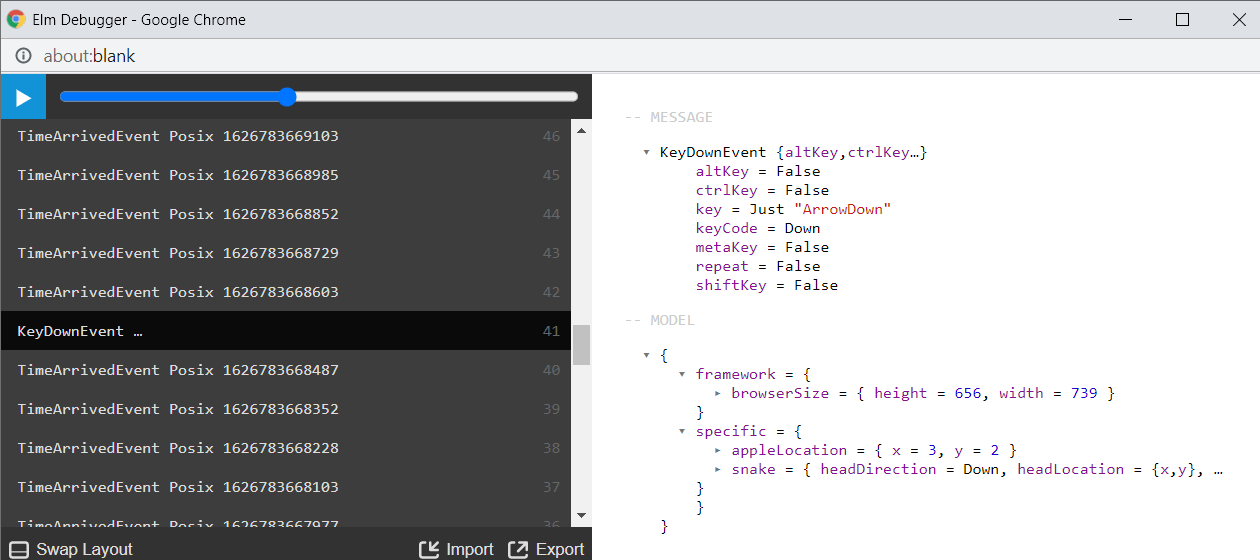 Elm Debugger - Google Chrome
about:blank
TimeArrivedEvent Posix 1626783669103 46
TimeArrivedEvent Posix 1626783668985 45
TimeArrivedEvent Posix 1626783668852 44
TimeArrivedEvent Posix 1626783668729 43
TimeArrivedEvent Posix 1626783668603 42
KeyDownEvent … 41
TimeArrivedEvent Posix 1626783668487 40
TimeArrivedEvent Posix 1626783668352 39
TimeArrivedEvent Posix 1626783668228 38
TimeArrivedEvent Posix 1626783668103 37
TimeArrivedEvent Posix 1626783667977 36
Swap Layout Import Export
-- MESSAGE
KeyDownEvent {altKey,ctrlKey…}
altKey = False
ctrlKey = False
key = Just "ArrowDown"
keyCode = Down
metaKey = False
repeat = False
shiftKey = False
-- MODEL
{
framework = {
browserSize = { height = 656, width = 739 }
}
specific = {
appleLocation = { x = 3, y = 2 }
snake = { headDirection = Down, headLocation = {x,y}, …
}
}
}